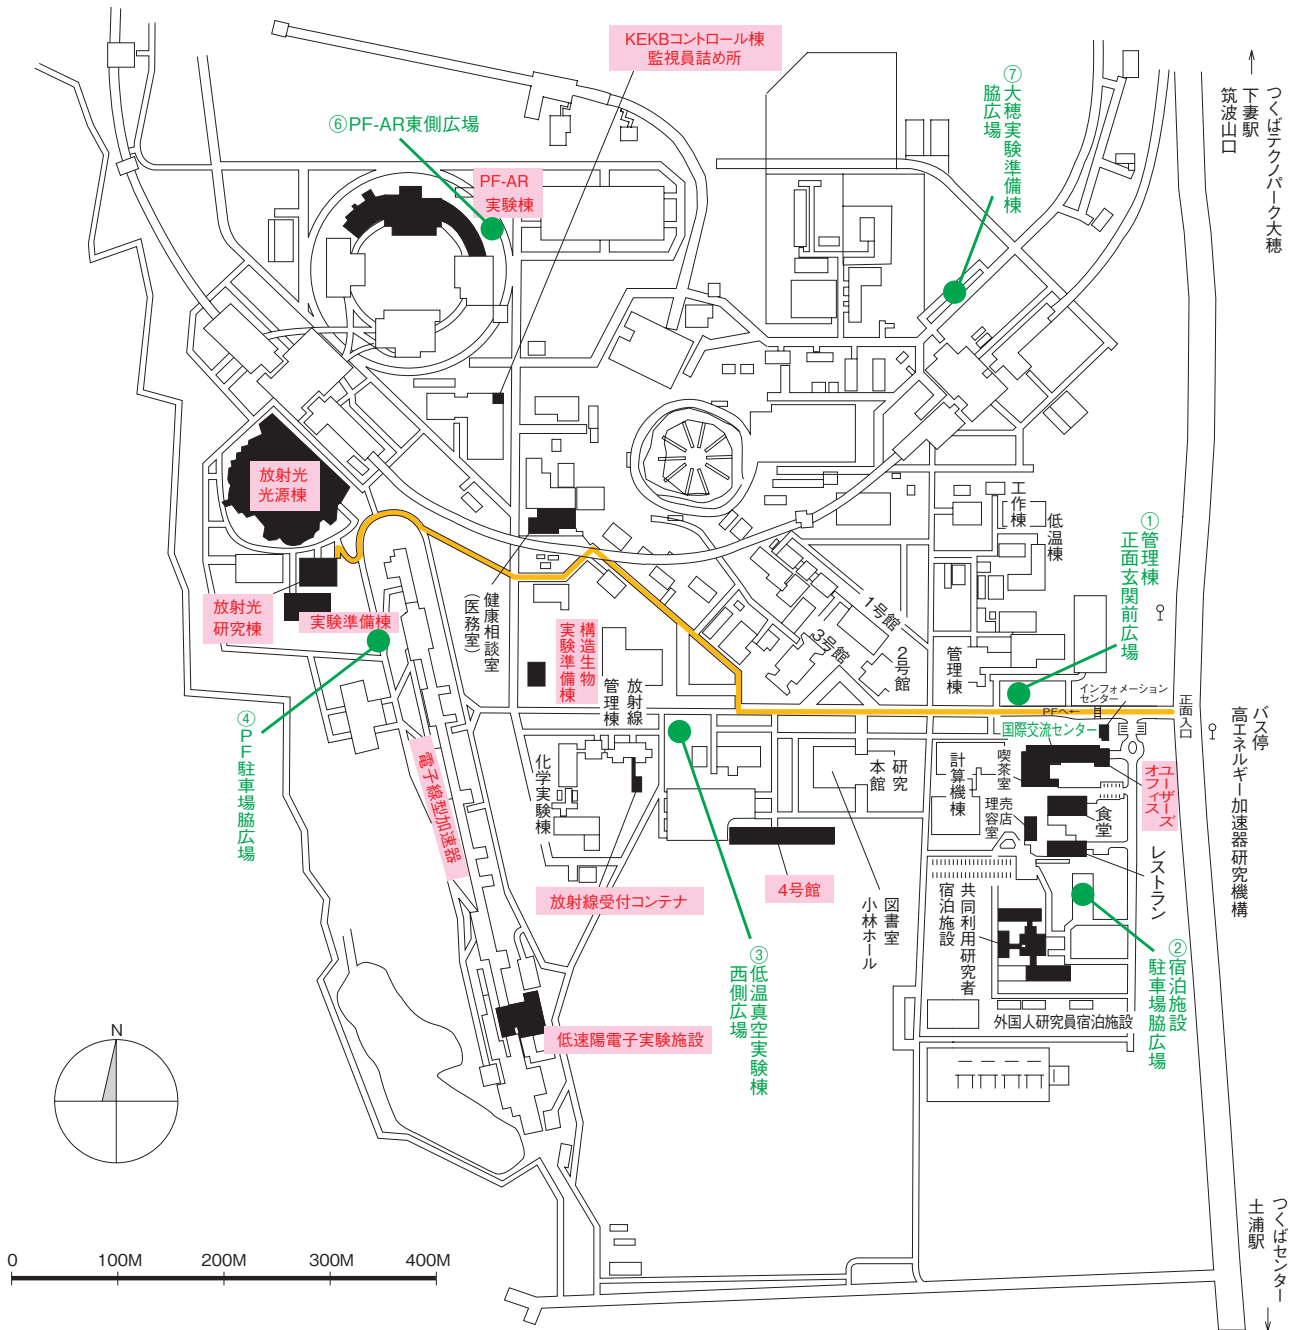 KEKBコントロール棟
監視員詰め所
⑦大穂実験準備棟
脇広場
つくばテクノパーク大穂
下妻駅
筑波山口
⑥PF-AR東側広場
PF-AR
実験棟
放射光
光源棟
工作棟
低温棟
①管理棟
正面玄関前広場
放射光
研究棟
実験準備棟
健康相談室
(医務室)
構造生物
実験準備棟
放射線
管理棟
1号館
3号館
2号館
管理棟
インフォメーション
センター
PFへ←
正面入口
国際交流センター
バス停
高エネルギー加速器研究機構
④PF駐車場脇広場
電子線型加速器
化学実験棟
研究
本館
計算機棟
喫茶室
売店
理容室
食堂
ユーザーズ
オフィス
レストラン
放射線受付コンテナ
4号館
図書室
小林ホール
共同利用研究者
宿泊施設
②宿泊施設
駐車場脇広場
③低温真空実験棟
西側広場
外国人研究員宿泊施設
低速陽電子実験施設
N
0
100M
200M
300M
400M
つくばセンター
土浦駅